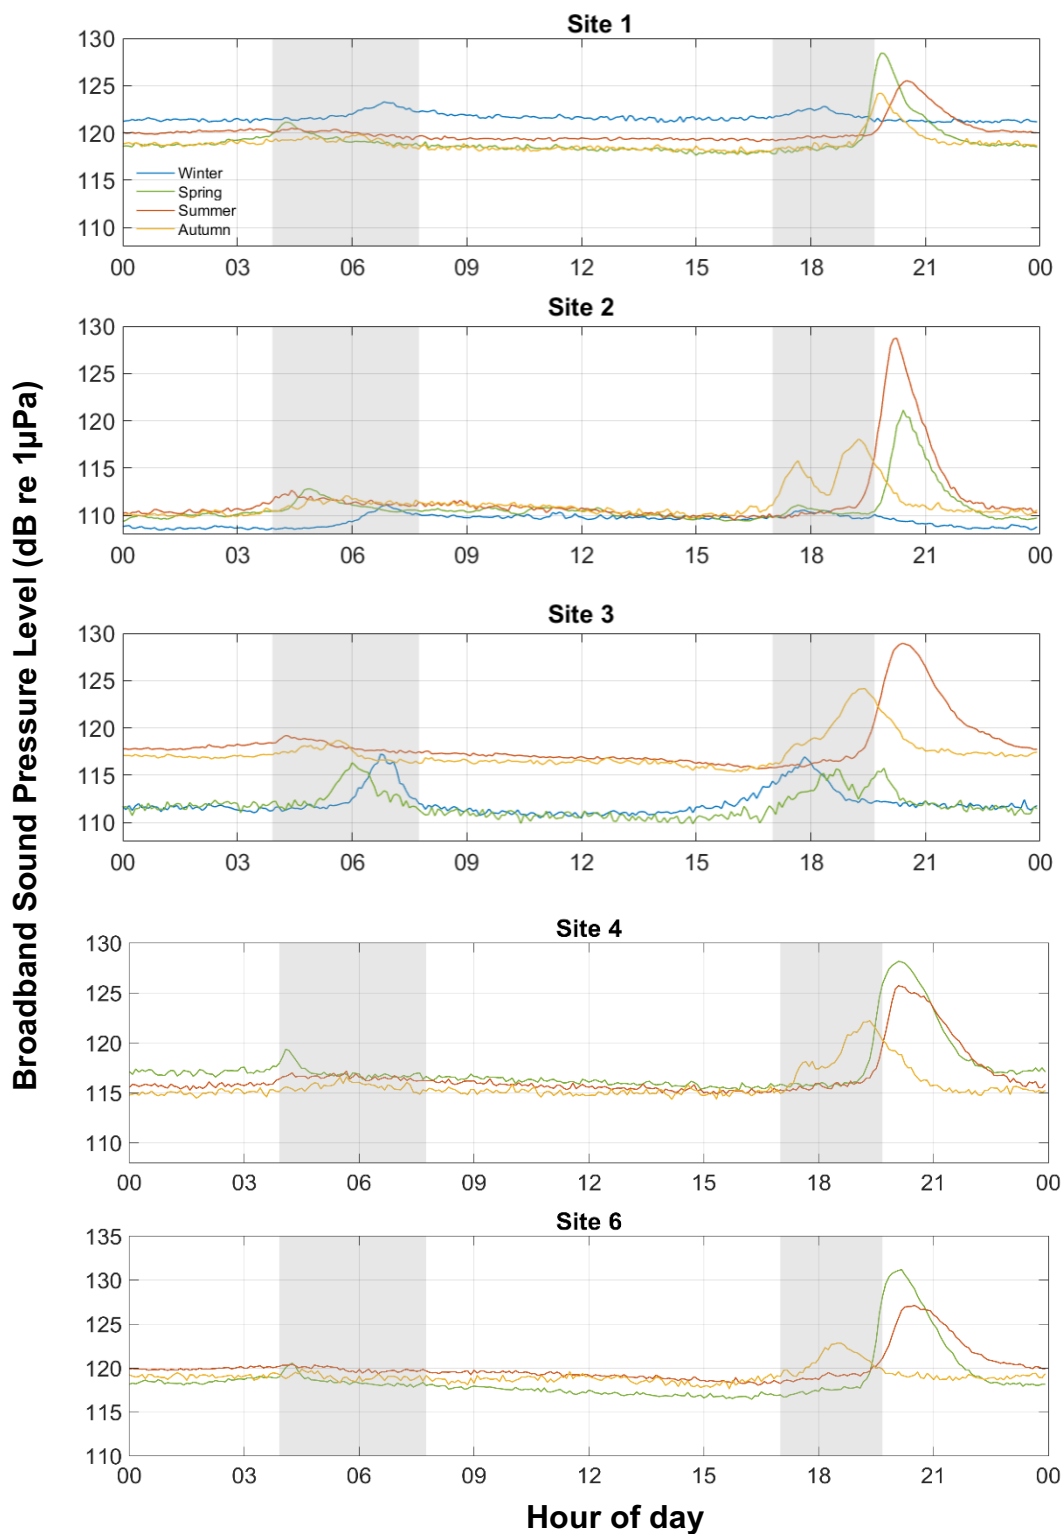 Broadband Sound Pressure Level (dB re 1µPa)
Site 1
130
125
120
115
110
Winter
Spring
Summer
Autumn
00 03 06 09 12 15 18 21 00
Site 2
130
125
120
115
110
00 03 06 09 12 15 18 21 00
Site 3
130
125
120
115
110
00 03 06 09 12 15 18 21 00
Site 4
130
125
120
115
110
00 03 06 09 12 15 18 21 00
Site 6
135
130
125
120
115
110
00 03 06 09 12 15 18 21 00
Hour of day